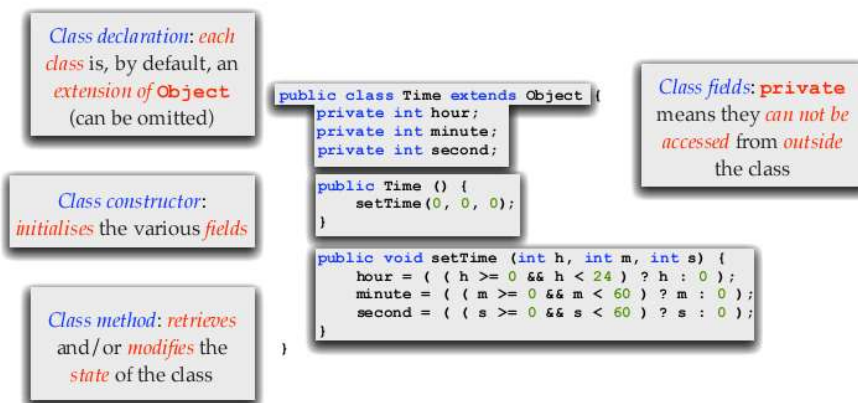 Class declaration: each
class is, by default, an
extension of Object
(can be omitted)
public class Time extends Object {
private int hour;
private int minute;
private int second;
Class fields: private
means they can not be
accessed from outside
the class
Class constructor:
initialises the various fields
public Time () {
setTime(0, 0, 0);
}
Class method: retrieves
and/or modifies the
state of the class
public void setTime (int h, int m, int s) {
hour = ( ( h >= 0 && h < 24 ) ? h : 0 );
minute = ( ( m >= 0 && m < 60 ) ? m : 0 );
second = ( ( s >= 0 && s < 60 ) ? s : 0 );
}
}